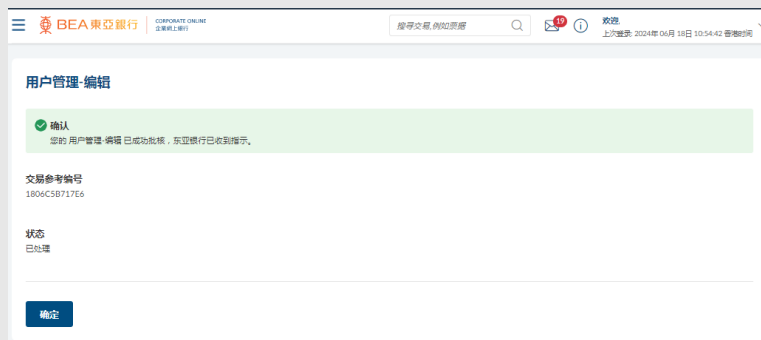 BEA東亞銀行
CORPORATE ONLINE
企業網上銀行
搜寻交易,例如票据
19
欢迎,
上次登录: 2024年 06月 18日 10:54:42 香港时间
用户管理-编辑
确认
您的 用户管理-编辑 已成功批核，东亚银行已收到指示。
交易参考编号
1806C5B717E6
状态
已处理
确定